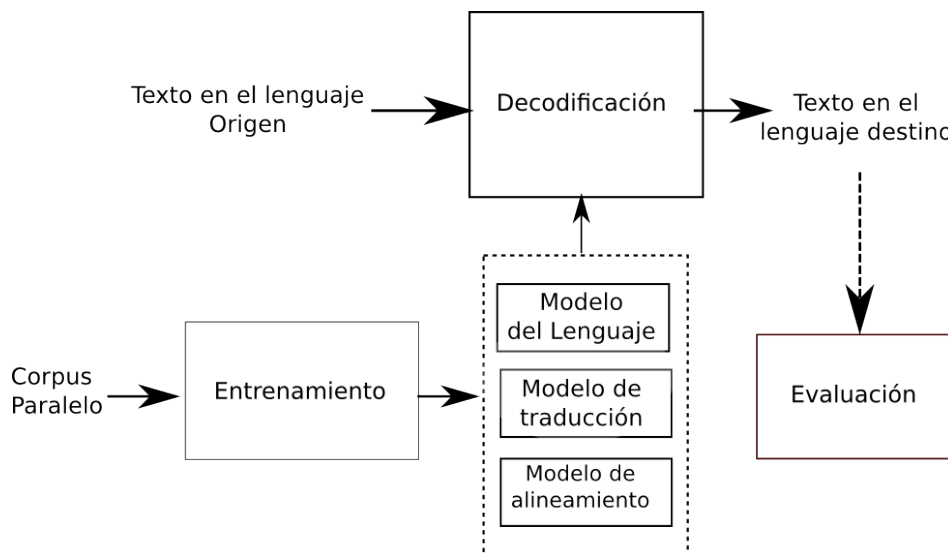 Texto en el lenguaje
Origen
Decodificación
Texto en el
lenguaje destino
Modelo
del Lenguaje
Corpus
Paralelo
Entrenamiento
Modelo de
traducción
Modelo de
alineamiento
Evaluación